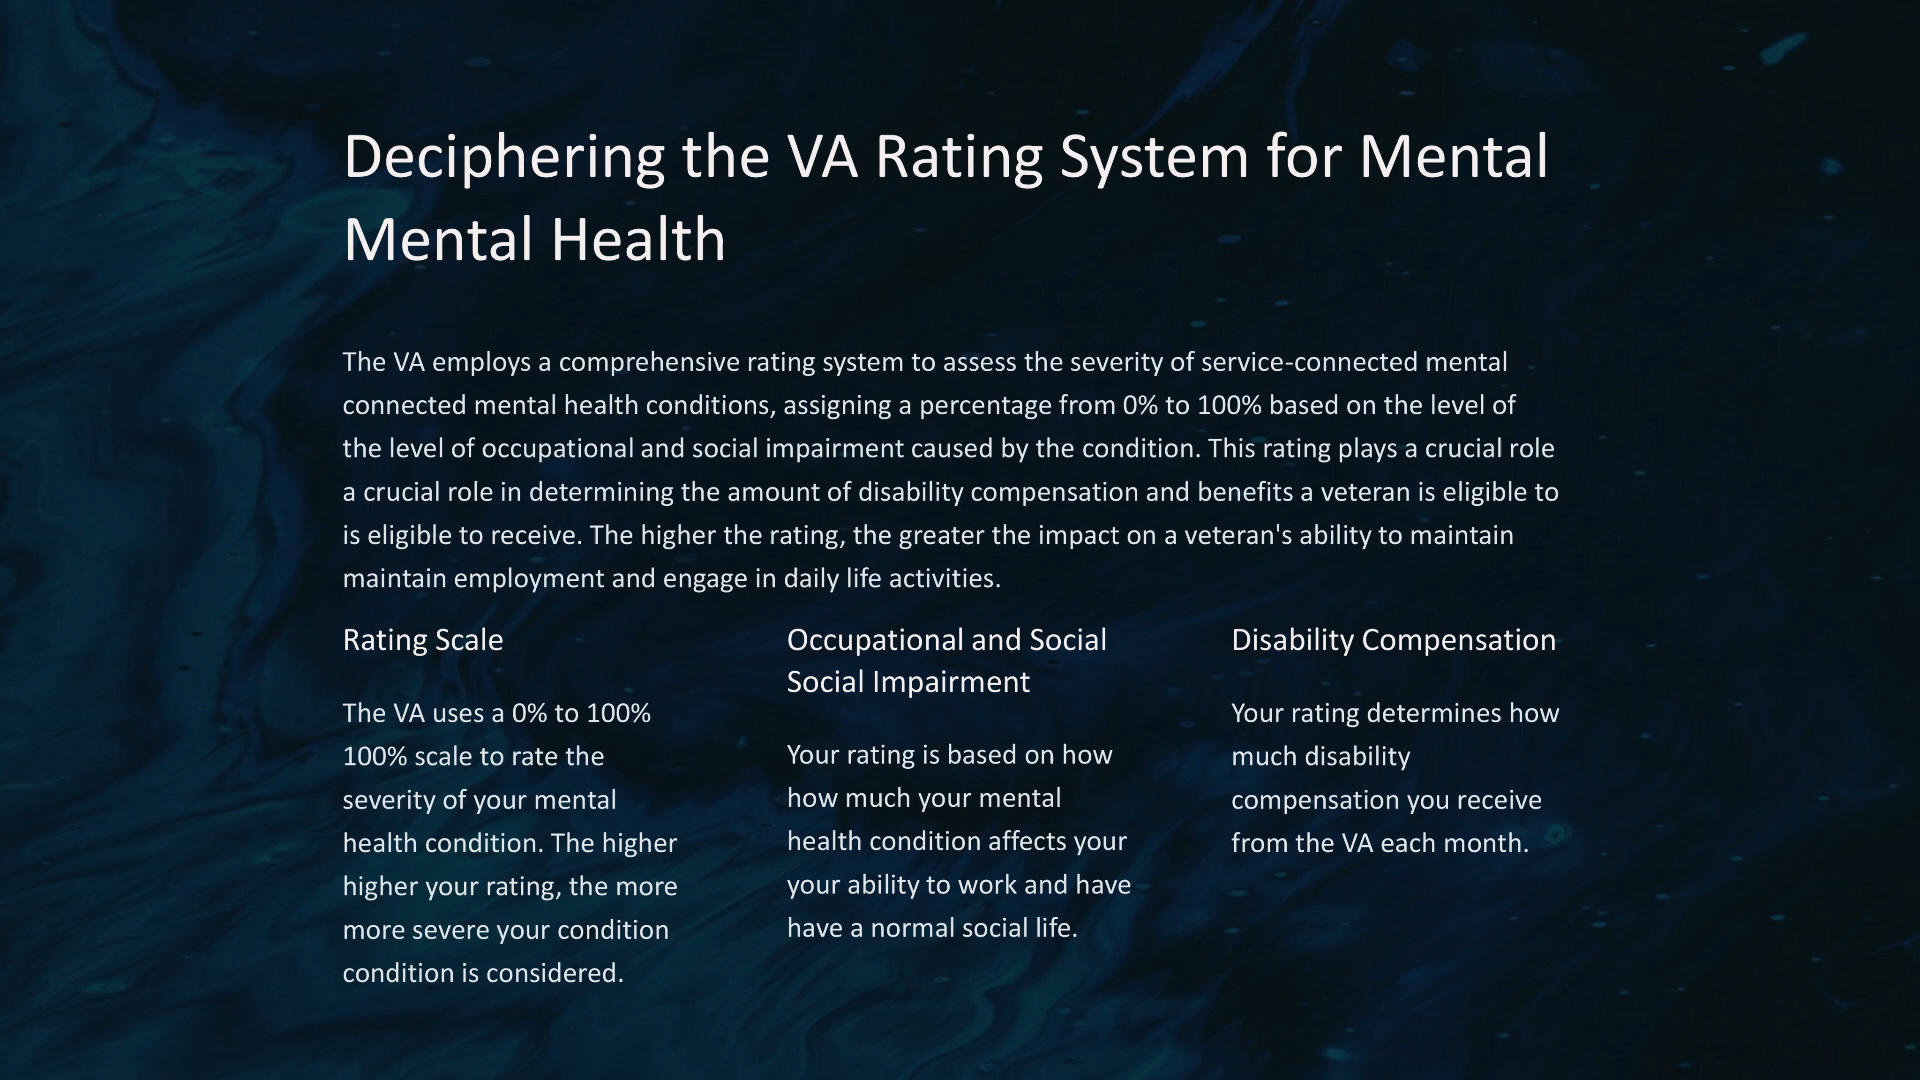 Deciphering the VA Rating System for Mental
Mental Health
The VA employs a comprehensive rating system to assess the severity of service-connected mental
connected mental health conditions, assigning a percentage from 0% to 100% based on the level of
the level of occupational and social impairment caused by the condition. This rating plays a crucial role
a crucial role in determining the amount of disability compensation and benefits a veteran is eligible to
is eligible to receive. The higher the rating, the greater the impact on a veteran's ability to maintain
maintain employment and engage in daily life activities.
Rating Scale
The VA uses a 0% to 100%
100% scale to rate the
severity of your mental
health condition. The higher
higher your rating, the more
more severe your condition
condition is considered.
Occupational and Social
Social Impairment
Your rating is based on how
how much your mental
health condition affects your
your ability to work and have
have a normal social life.
Disability Compensation
Your rating determines how
much disability
compensation you receive
from the VA each month.